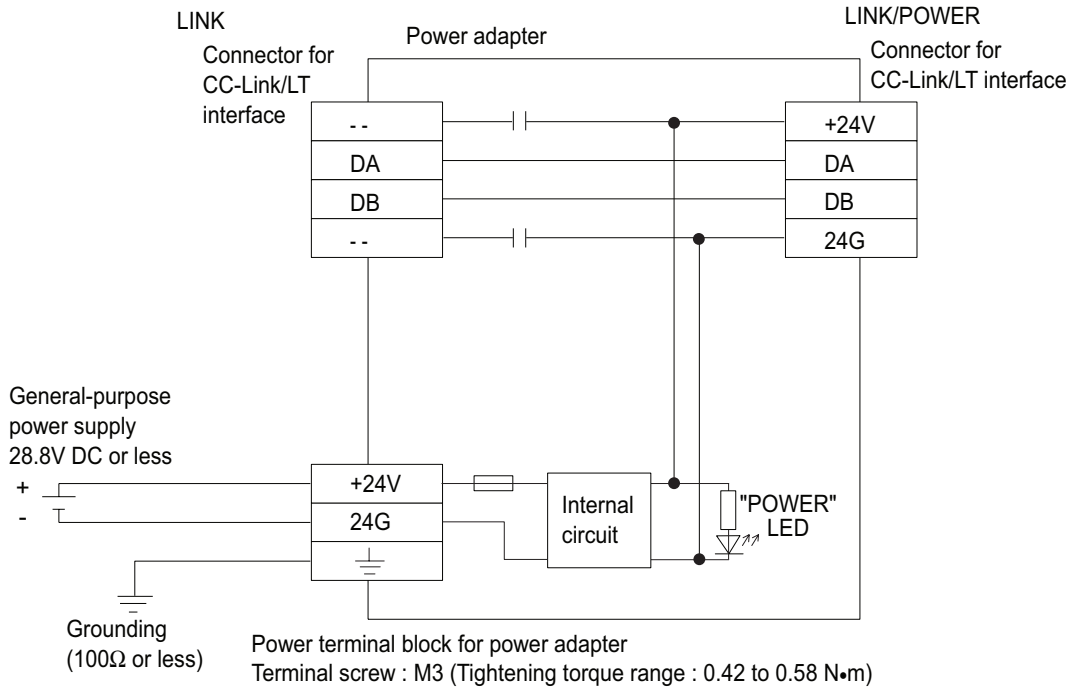 LINK
LINK/POWER
Power adapter
Connector for
CC-Link/LT
interface
Connector for
CC-Link/LT interface
- -
+24V
DA
DA
DB
DB
- -
24G
General-purpose
power supply
28.8V DC or less
+
-
+24V
24G
Internal
circuit
"POWER"
LED
Grounding
(100Ω or less)
Power terminal block for power adapter
Terminal screw : M3 (Tightening torque range : 0.42 to 0.58 N•m)